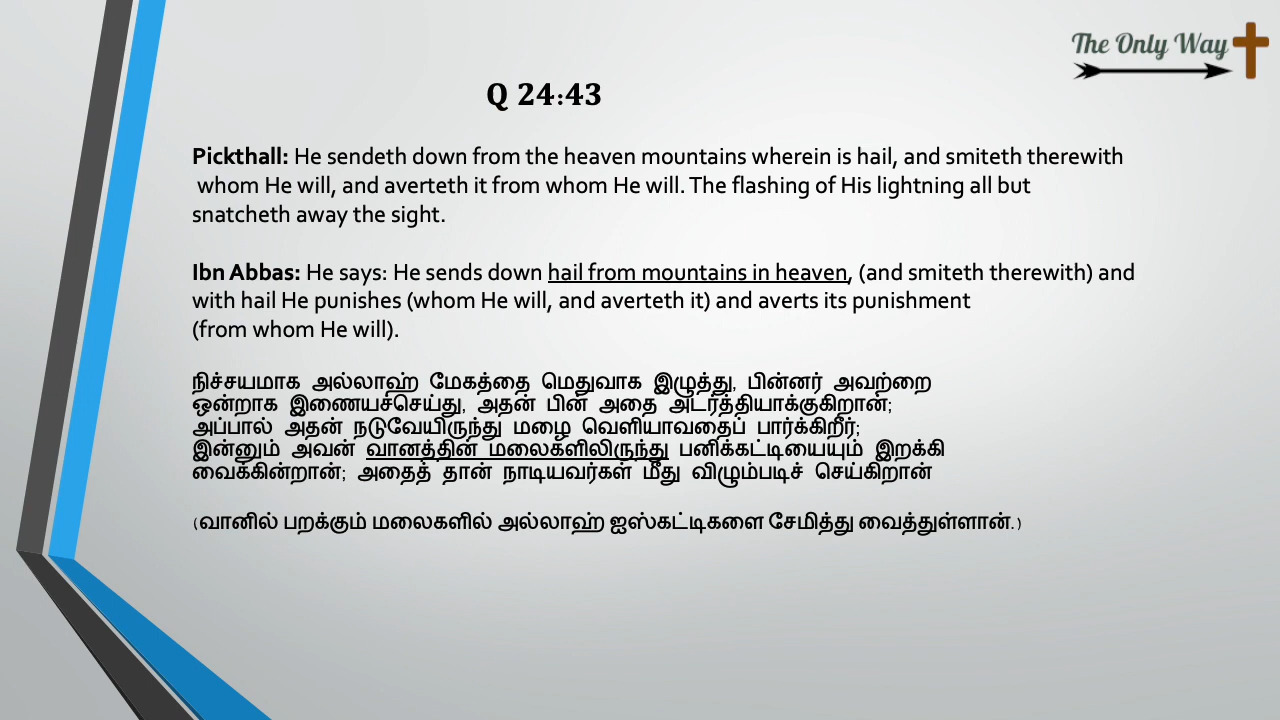 The Only Way
Q 24:43
Pickthall: He sendeth down from the heaven mountains wherein is hail, and smiteth therewith
whom He will, and averteth it from whom He will. The flashing of His lightning all but
snatcheth away the sight.
Ibn Abbas: He says: He sends down hail from mountains in heaven, (and smiteth therewith) and
with hail He punishes (whom He will, and averteth it) and averts its punishment
(from whom He will).
நிச்சயமாக அல்லாஹ் மேகத்தை மெதுவாக இழுத்து, பின்னர் அவற்றை
ஒன்றாக இணையச்செய்து, அதன் பின் அதை அடர்த்தியாக்குகிறான்;
அப்பால் அதன் நடுவேயிருந்து மழை வெளியாவதைப் பார்க்கிறீர்;
இன்னும் அவன் வானத்தின் மலைகளிலிருந்து பனிக்கட்டியையும் இறக்கி
வைக்கின்றான்; அதைத் தான் நாடியவர்கள் மீது விழும்படிச் செய்கிறான்
(வானில் பறக்கும் மலைகளில் அல்லாஹ் ஐஸ்கட்டிகளை சேமித்து வைத்துள்ளான்.)